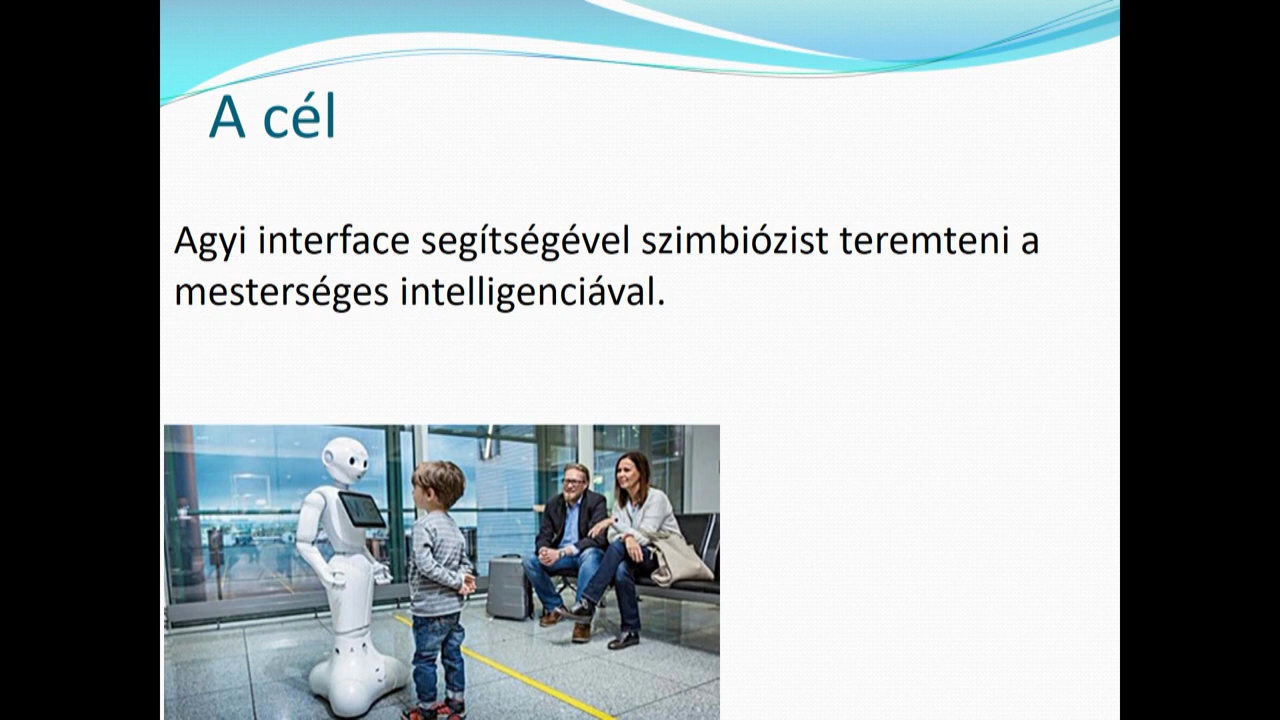 A cél
Agyi interface segítségével szimbiózist teremteni a
mesterséges intelligenciával.